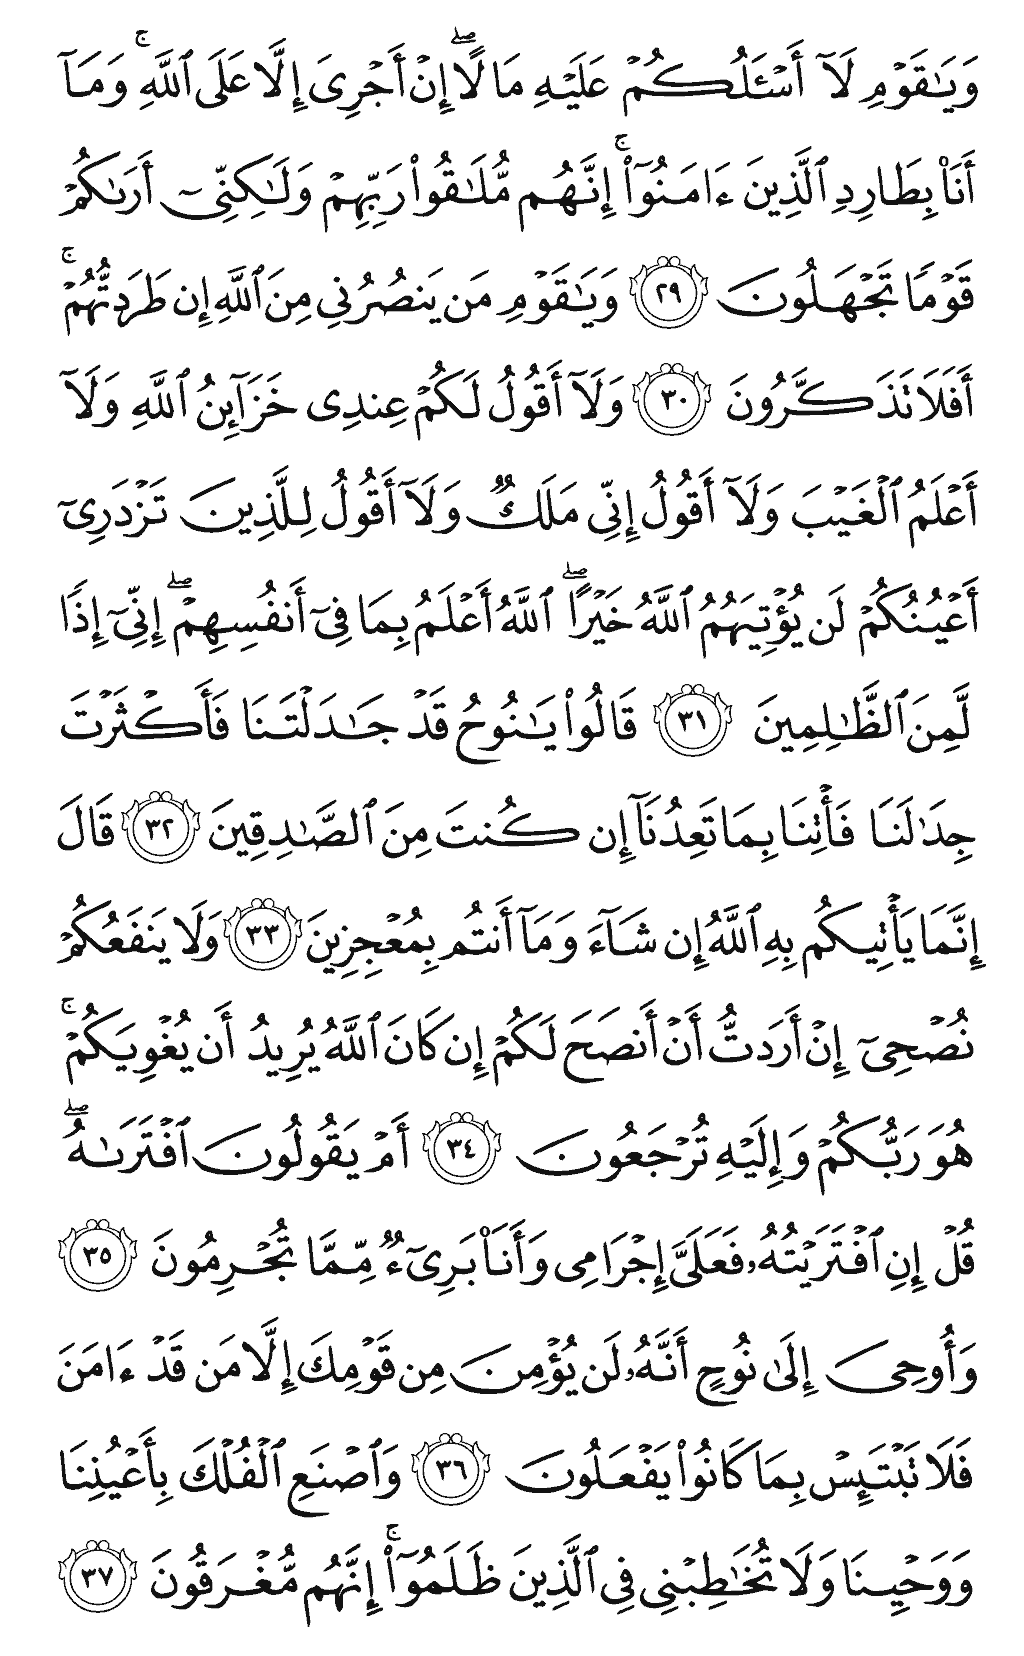 وَيَٰقَوْمِ لَآ أَسْـَٔلُكُمْ عَلَيْهِ مَالًا ۖ إِنْ أَجْرِىَ إِلَّا عَلَى ٱللَّهِ ۚ وَمَآ
أَنَا۠ بِطَارِدِ ٱلَّذِينَ ءَامَنُوٓا۟ ۚ إِنَّهُم مُّلَٰقُوا۟ رَبِّهِمْ وَلَٰكِنِّىٓ أَرَىٰكُمْ
قَوْمًا تَجْهَلُونَ ٢٩ وَيَٰقَوْمِ مَن يَنصُرُنِى مِنَ ٱللَّهِ إِن طَرَدتُّهُمْ ۚ
أَفَلَا تَذَكَّرُونَ ٣٠ وَلَآ أَقُولُ لَكُمْ عِندِى خَزَآئِنُ ٱللَّهِ وَلَآ
أَعْلَمُ ٱلْغَيْبَ وَلَآ أَقُولُ إِنِّى مَلَكٌ وَلَآ أَقُولُ لِلَّذِينَ تَزْدَرِىٓ
أَعْيُنُكُمْ لَن يُؤْتِيَهُمُ ٱللَّهُ خَيْرًا ۖ ٱللَّهُ أَعْلَمُ بِمَا فِىٓ أَنفُسِهِمْ ۖ إِنِّىٓ إِذًا
لَّمِنَ ٱلظَّٰلِمِينَ ٣١ قَالُوا۟ يَٰنُوحُ قَدْ جَٰدَلْتَنَا فَأَكْثَرْتَ
جِدَٰلَنَا فَأْتِنَا بِمَا تَعِدُنَآ إِن كُنتَ مِنَ ٱلصَّٰدِقِينَ ٣٢ قَالَ
إِنَّمَا يَأْتِيكُم بِهِ ٱللَّهُ إِن شَآءَ وَمَآ أَنتُم بِمُعْجِزِينَ ٣٣ وَلَا يَنفَعُكُمْ
نُصْحِىٓ إِنْ أَرَدتُّ أَنْ أَنصَحَ لَكُمْ إِن كَانَ ٱللَّهُ يُرِيدُ أَن يُغْوِيَكُمْ ۚ
هُوَ رَبُّكُمْ وَإِلَيْهِ تُرْجَعُونَ ٣٤ أَمْ يَقُولُونَ ٱفْتَرَىٰهُ ۖ
قُلْ إِنِ ٱفْتَرَيْتُهُۥ فَعَلَىَّ إِجْرَامِى وَأَنَا۠ بَرِىٓءٌ مِّمَّا تُجْرِمُونَ ٣٥
وَأُوحِىَ إِلَىٰ نُوحٍ أَنَّهُۥ لَن يُؤْمِنَ مِن قَوْمِكَ إِلَّا مَن قَدْ ءَامَنَ
فَلَا تَبْتَئِسْ بِمَا كَانُوا۟ يَفْعَلُونَ ٣٦ وَٱصْنَعِ ٱلْفُلْكَ بِأَعْيُنِنَا
وَوَحْيِنَا وَلَا تُخَٰطِبْنِى فِى ٱلَّذِينَ ظَلَمُوٓا۟ ۚ إِنَّهُم مُّغْرَقُونَ ٣٧